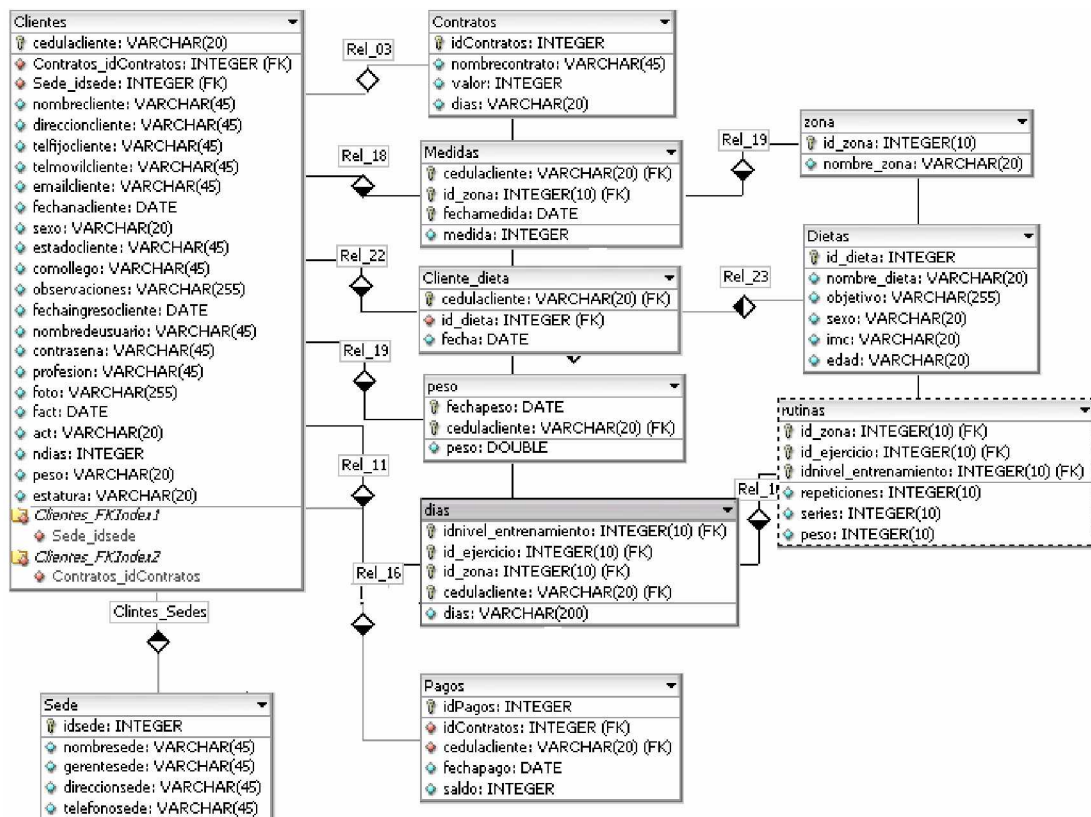 Clientes
cedulacliente: VARCHAR(20)
Contratos_idContratos: INTEGER (FK)
Sede_idsede: INTEGER (FK)
nombrecliente: VARCHAR(45)
direccioncliente: VARCHAR(45)
telfijocliente: VARCHAR(45)
telmovilcliente: VARCHAR(45)
emailcliente: VARCHAR(45)
fechanacliente: DATE
sexo: VARCHAR(20)
estadocliente: VARCHAR(45)
comollego: VARCHAR(45)
observaciones: VARCHAR(255)
fechaingresocliente: DATE
nombredeusuario: VARCHAR(45)
contrasena: VARCHAR(45)
profesion: VARCHAR(45)
foto: VARCHAR(255)
fact: DATE
act: VARCHAR(20)
ndias: INTEGER
peso: VARCHAR(20)
estatura: VARCHAR(20)
Clientes_FKIndex1
Sede_idsede
Clientes_FKIndex2
Contratos_idContratos
Clintes_Sedes
Sede
idsede: INTEGER
nombresede: VARCHAR(45)
gerentesede: VARCHAR(45)
direccionsede: VARCHAR(45)
telefonosede: VARCHAR(45)
Rel_03
Rel_18
Rel_22
Rel_19
Rel_11
Rel_16
Contratos
idContratos: INTEGER
nombrecontrato: VARCHAR(45)
valor: INTEGER
dias: VARCHAR(20)
Medidas
cedulacliente: VARCHAR(20) (FK)
id_zona: INTEGER(10) (FK)
fechamedida: DATE
medida: INTEGER
Cliente_dieta
cedulacliente: VARCHAR(20) (FK)
id_dieta: INTEGER (FK)
fecha: DATE
peso
fechapeso: DATE
cedulacliente: VARCHAR(20) (FK)
peso: DOUBLE
dias
idnivel_entrenamiento: INTEGER(10) (FK)
id_ejercicio: INTEGER(10) (FK)
id_zona: INTEGER(10) (FK)
cedulacliente: VARCHAR(20) (FK)
dias: VARCHAR(200)
Pagos
idPagos: INTEGER
idContratos: INTEGER (FK)
cedulacliente: VARCHAR(20) (FK)
fechapago: DATE
saldo: INTEGER
Rel_19
Rel_23
Rel_1
zona
id_zona: INTEGER(10)
nombre_zona: VARCHAR(20)
Dietas
id_dieta: INTEGER
nombre_dieta: VARCHAR(20)
objetivo: VARCHAR(255)
sexo: VARCHAR(20)
imc: VARCHAR(20)
edad: VARCHAR(20)
rutinas
id_zona: INTEGER(10) (FK)
id_ejercicio: INTEGER(10) (FK)
idnivel_entrenamiento: INTEGER(10) (FK)
repeticiones: INTEGER(10)
series: INTEGER(10)
peso: INTEGER(10)